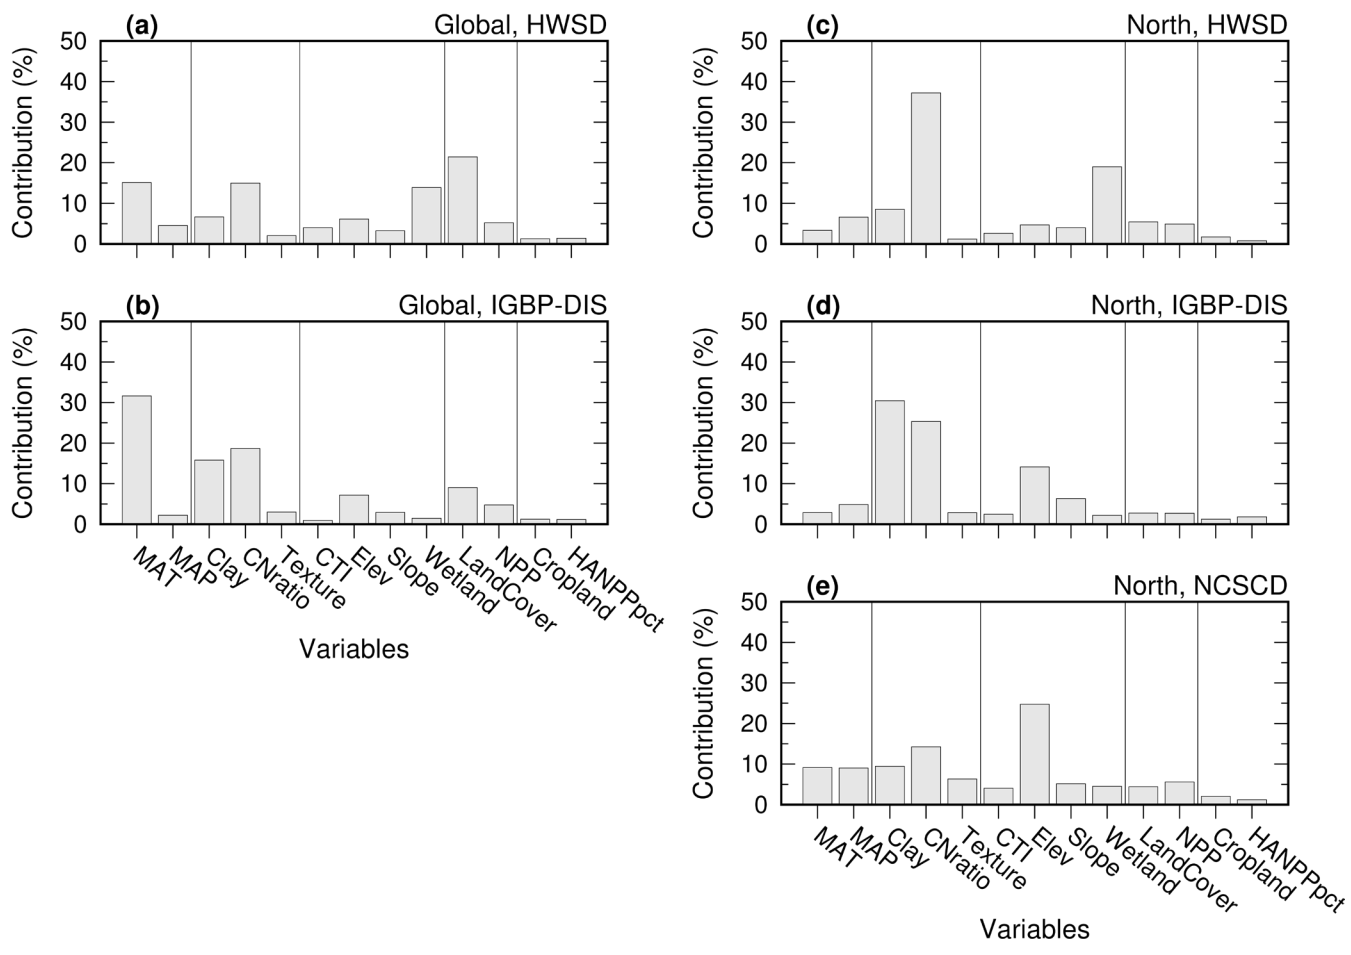 (a) Global, HWSD
Contribution (%)
50
40
30
20
10
0
(b) Global, IGBP-DIS
Contribution (%)
50
40
30
20
10
0
MAT
MAP
Clay
CNratio
Texture
CTI
Elev
Slope
Wetland
LandCover
NPP
Cropland
HANPPpct
Variables
(c) North, HWSD
Contribution (%)
50
40
30
20
10
0
(d) North, IGBP-DIS
Contribution (%)
50
40
30
20
10
0
(e) North, NCSCD
Contribution (%)
50
40
30
20
10
0
MAT
MAP
Clay
CNratio
Texture
CTI
Elev
Slope
Wetland
LandCover
NPP
Cropland
HANPPpct
Variables